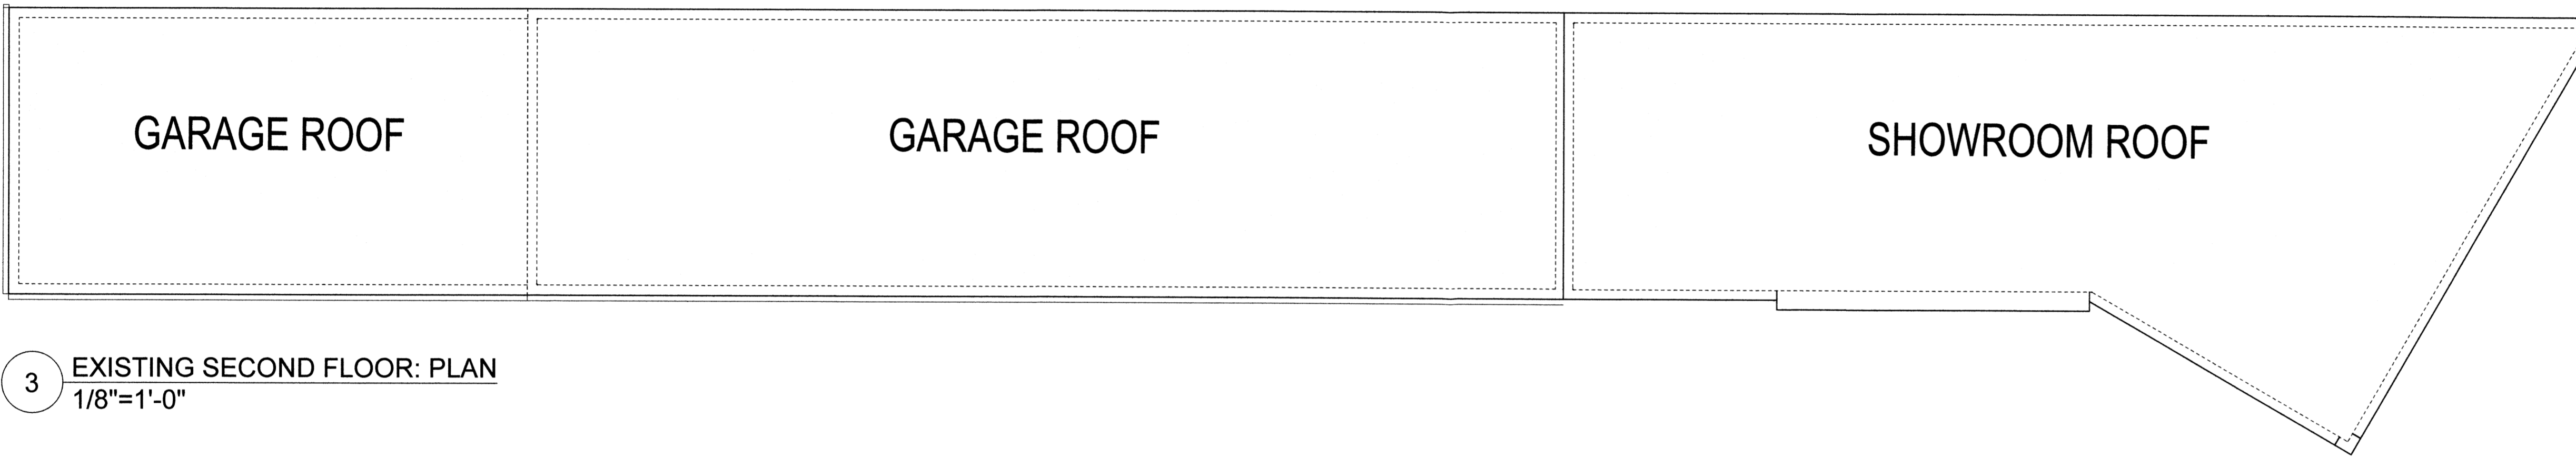 GARAGE ROOF
GARAGE ROOF
SHOWROOM ROOF
3
EXISTING SECOND FLOOR: PLAN
1/8"=1'-0"